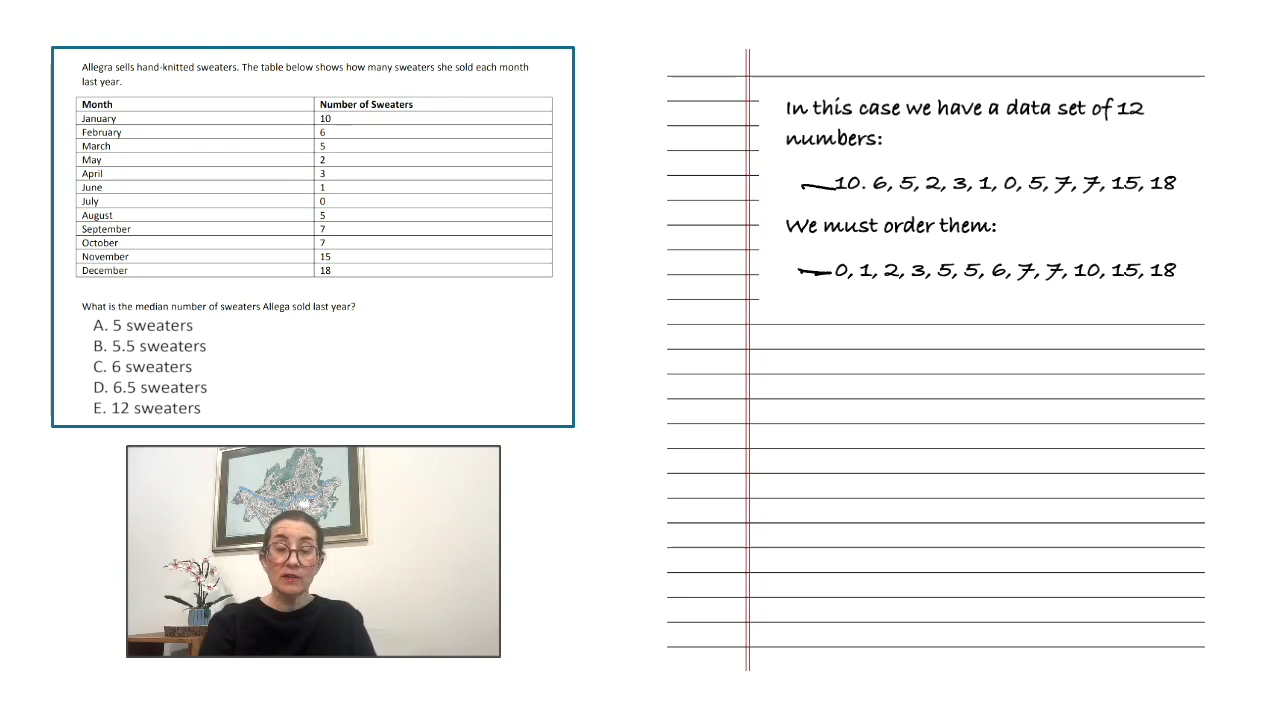 Allegra sells hand-knitted sweaters. The table below shows how many sweaters she sold each month
last year.
Month Number of Sweaters
January 10
February 6
March 5
May 2
April 3
June 1
July 0
August 5
September 7
October 7
November 15
December 18
What is the median number of sweaters Allega sold last year?
A. 5 sweaters
B. 5.5 sweaters
C. 6 sweaters
D. 6.5 sweaters
E. 12 sweaters
In this case we have a data set of 12
numbers:
10. 6, 5, 2, 3, 1, 0, 5, 7, 7, 15, 18
We must order them:
0, 1, 2, 3, 5, 5, 6, 7, 7, 10, 15, 18